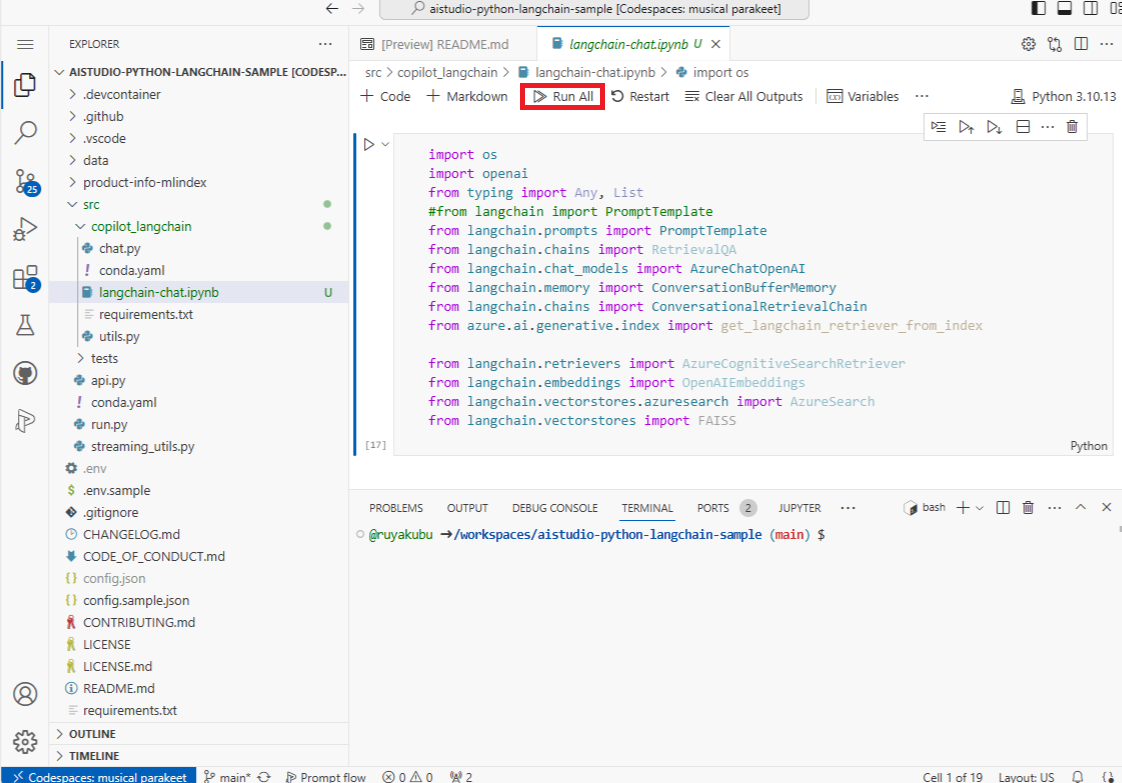 aistudio-python-langchain-sample [Codespaces: musical parakeet]
EXPLORER
AISTUDIO-PYTHON-LANGCHAIN-SAMPLE [CODESP...
.devcontainer
.github
.vscode
data
product-info-mlindex
src
copilot_langchain
chat.py
conda.yaml
langchain-chat.ipynb U
requirements.txt
utils.py
tests
api.py
conda.yaml
run.py
streaming_utils.py
.env
.env.sample
.gitignore
CHANGELOG.md
CODE_OF_CONDUCT.md
config.json
config.sample.json
CONTRIBUTING.md
LICENSE
LICENSE.md
README.md
requirements.txt
OUTLINE
TIMELINE
25
2
[Preview] README.md
langchain-chat.ipynb U
src > copilot_langchain > langchain-chat.ipynb > import os
+ Code + Markdown Run All Restart Clear All Outputs Variables ... Python 3.10.13
import os
import openai
from typing import Any, List
#from langchain import PromptTemplate
from langchain.prompts import PromptTemplate
from langchain.chains import RetrievalQA
from langchain.chat_models import AzureChatOpenAI
from langchain.memory import ConversationBufferMemory
from langchain.chains import ConversationalRetrievalChain
from azure.ai.generative.index import get_langchain_retriever_from_index
from langchain.retrievers import AzureCognitiveSearchRetriever
from langchain.embeddings import OpenAIEmbeddings
from langchain.vectorstores.azuresearch import AzureSearch
from langchain.vectorstores import FAISS
[17] Python
PROBLEMS OUTPUT DEBUG CONSOLE TERMINAL PORTS 2 JUPYTER ... bash
@ruyakubu →/workspaces/aistudio-python-langchain-sample (main) $
Codespaces: musical parakeet main* Prompt flow 0 0 2 Cell 1 of 19 Layout: US